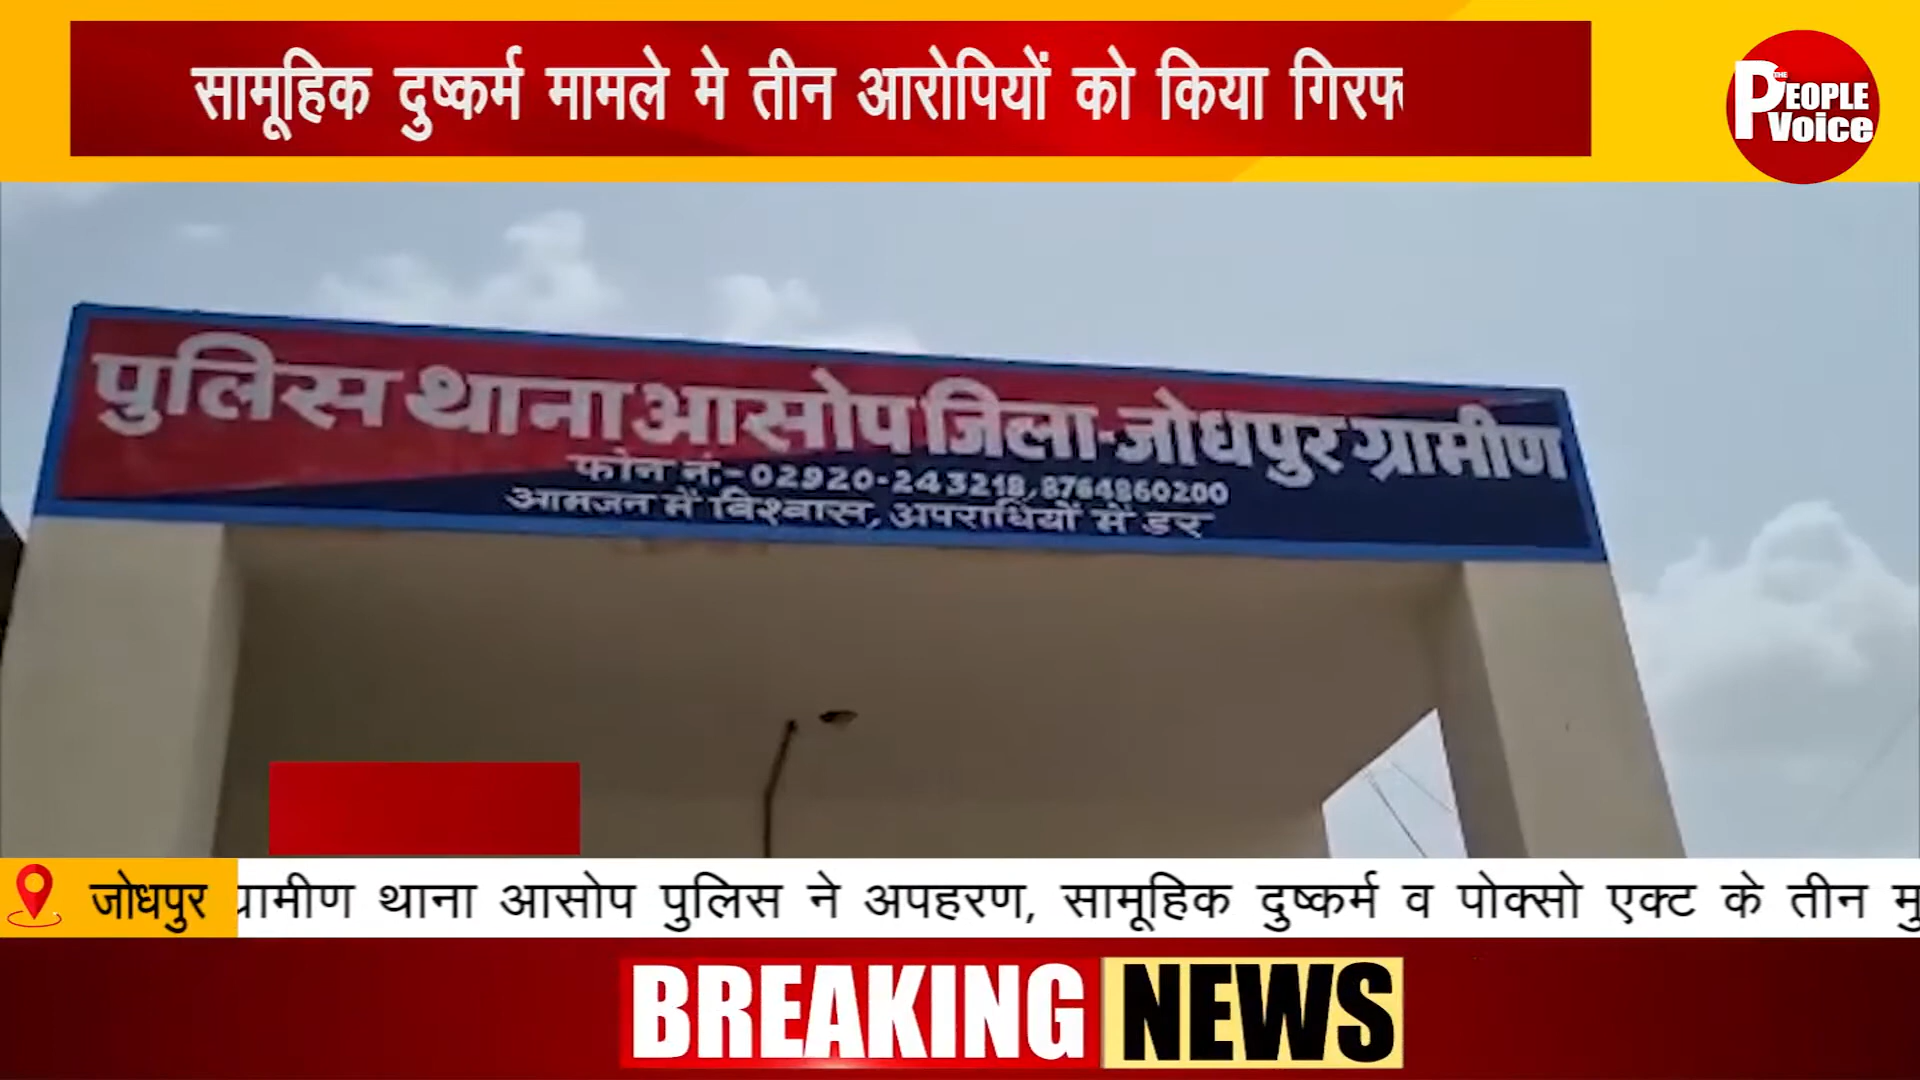 सामूहिक दुष्कर्म मामले मे तीन आरोपियों को किया
THE PEOPLE Voice
पुलिस थाना आसोप जिला-जोधपुर ग्रामीण
फोन नं:-02920-243218,8764860200
आमजन में विश्वास, अपराधियों में डर
जोधपुर
ग्रामीण थाना आसोप पुलिस ने अपहरण, सामूहिक दुष्कर्म व पोक्सो एक्ट के तीन
BREAKING NEWS